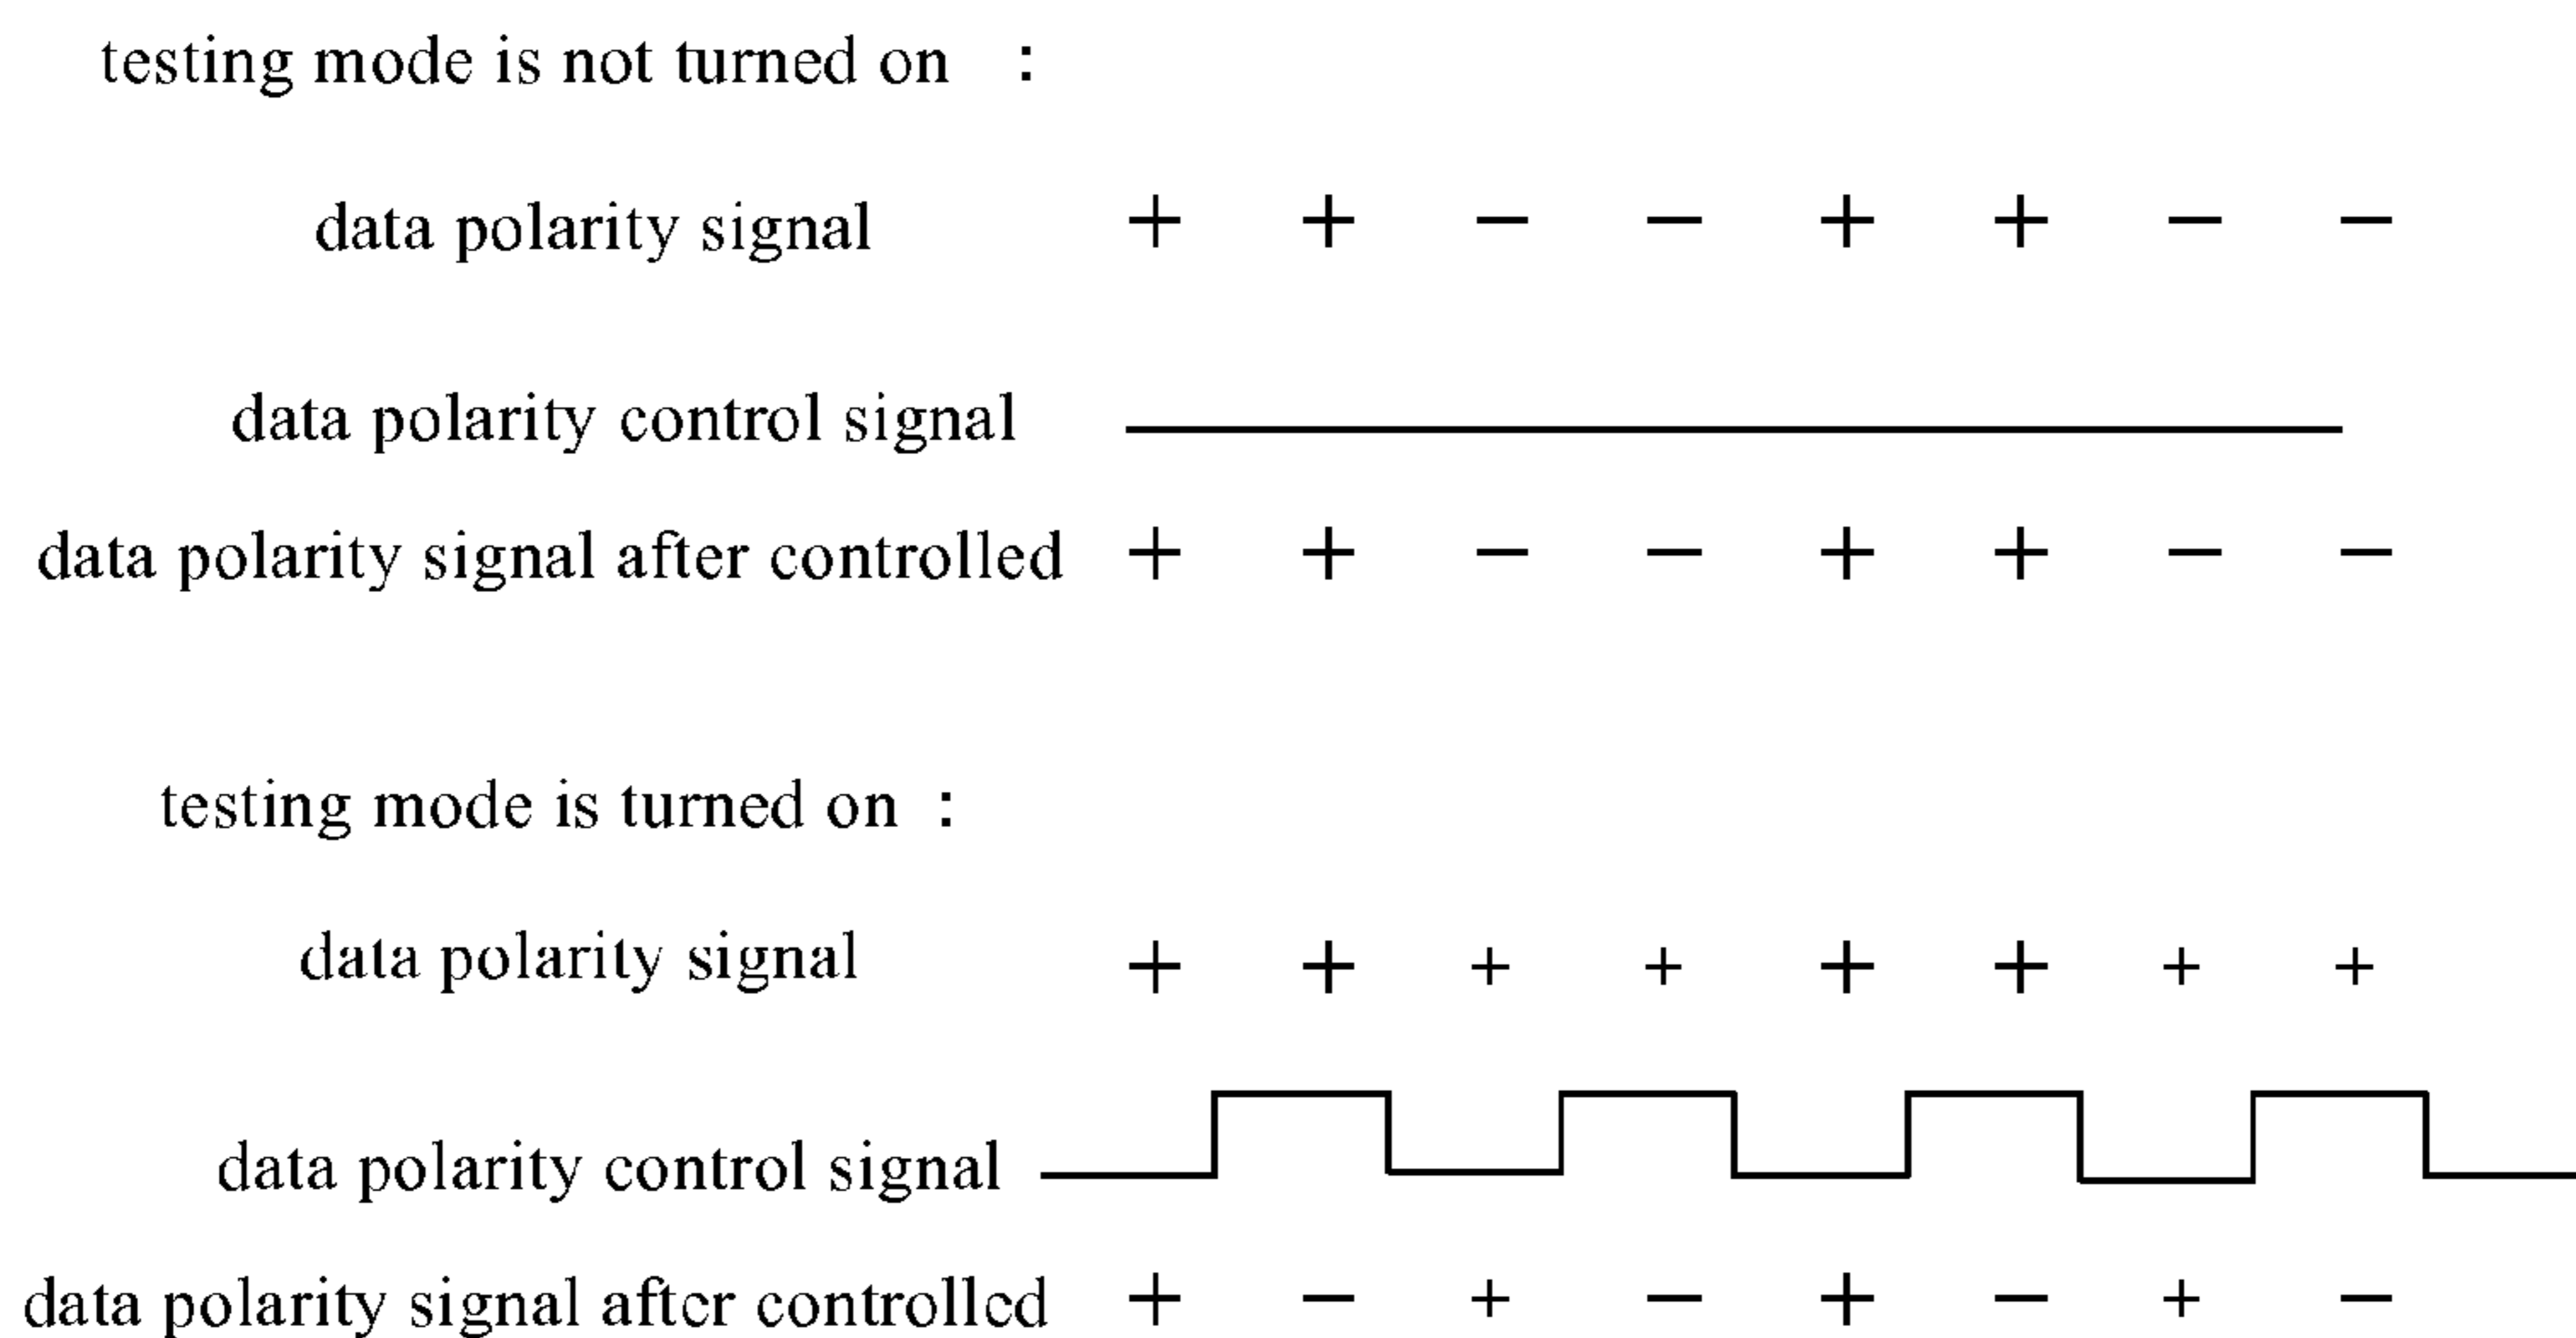 testing mode is not turned on :
data polarity signal + + − − + + − −
data polarity control signal
data polarity signal after controlled + + − − + + − −
testing mode is turned on :
data polarity signal + + + + + + + +
data polarity control signal
data polarity signal after controlled + − + − + − + −